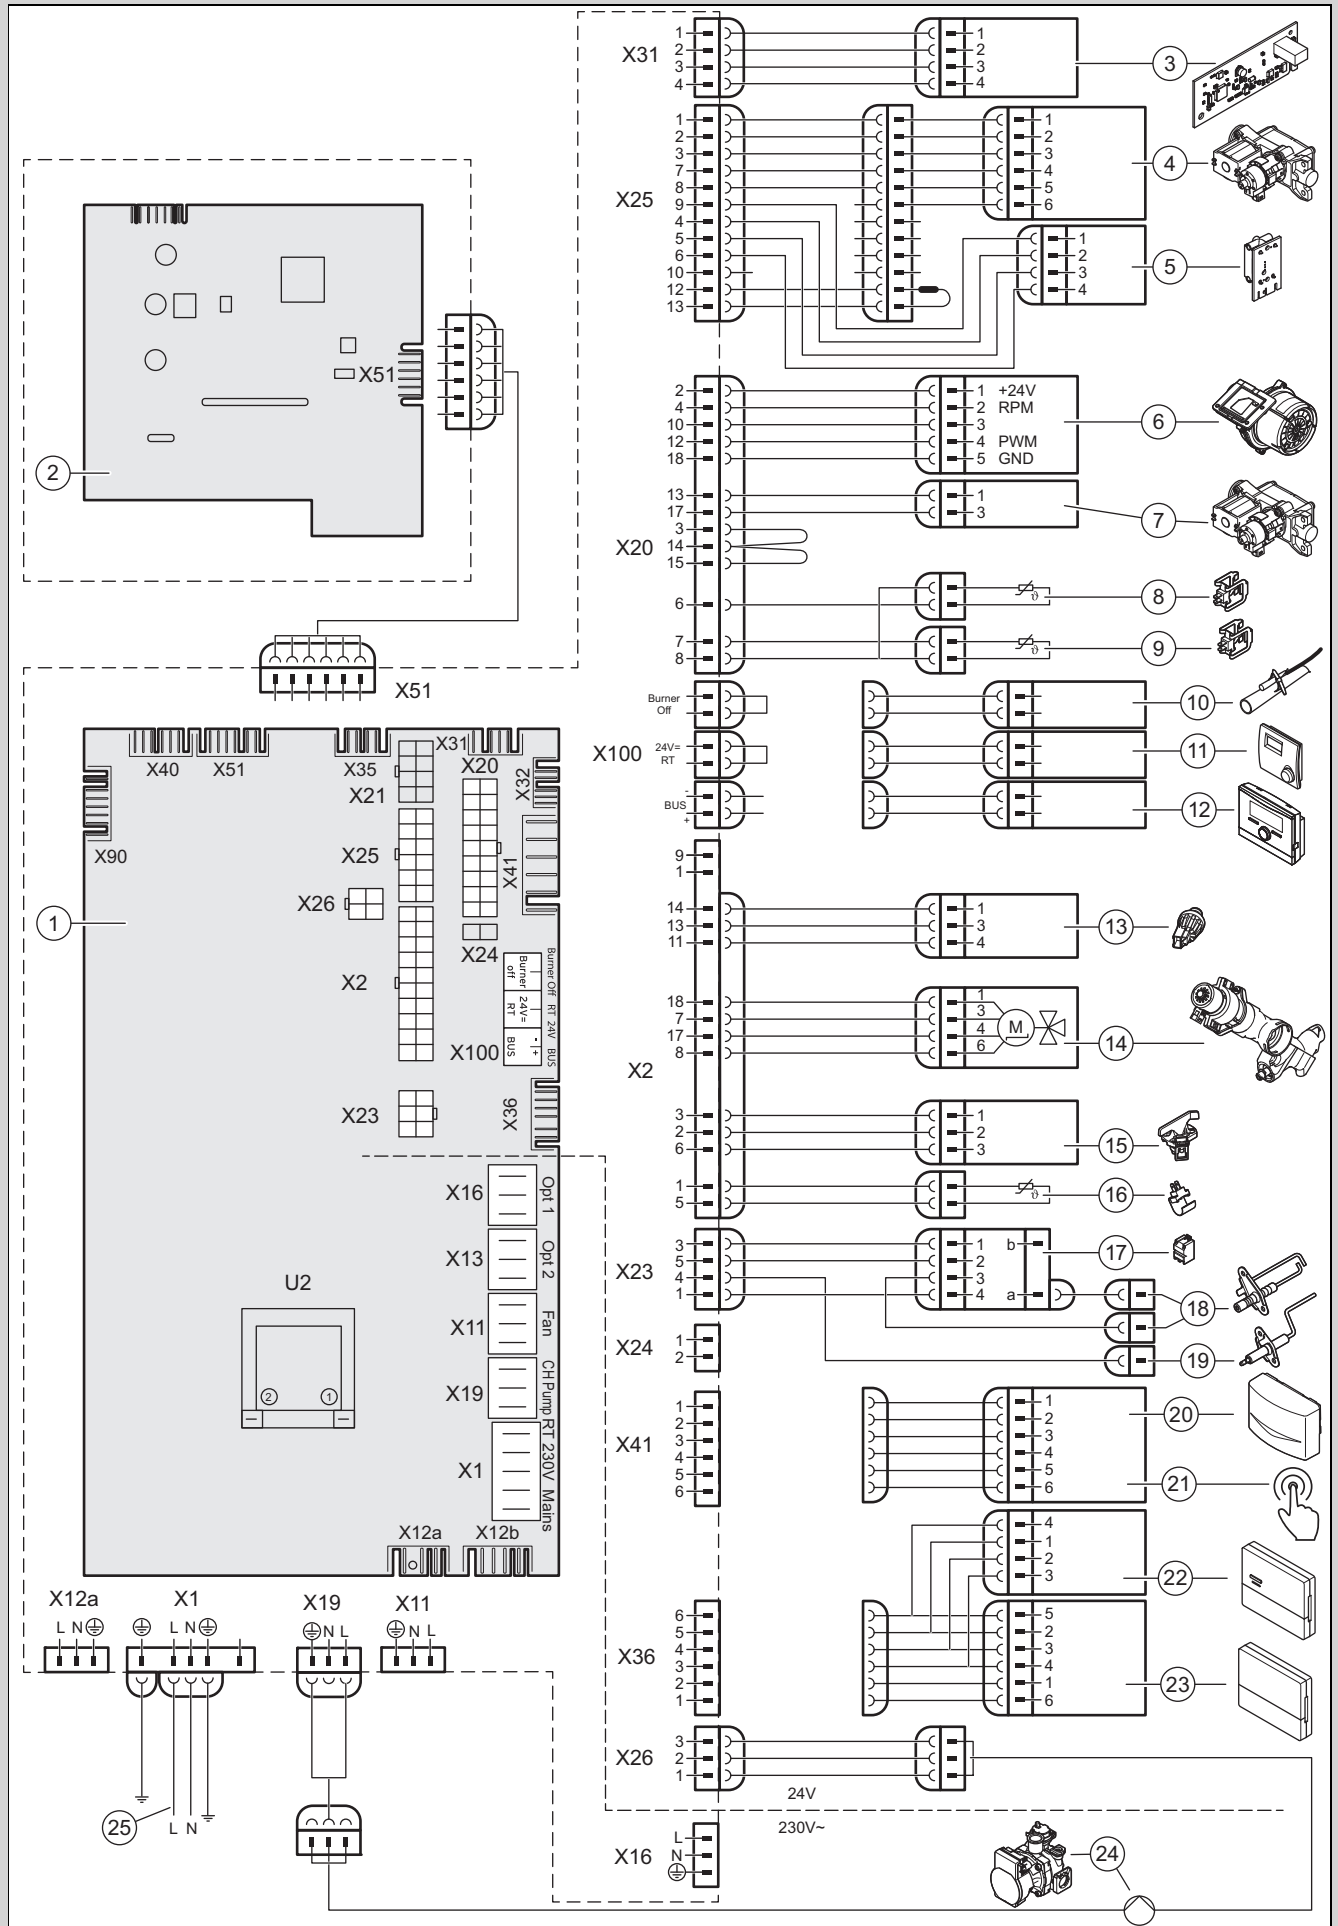 X31
1
2
3
4
1
2
3
4
3
X25
1
2
3
7
8
9
4
5
6
10
12
13
1
2
3
4
5
6
4
1
2
3
4
5
X51
2
X20
2
4
10
12
18
13
17
3
14
15
6
7
8
1 +24V
2 RPM
3
4 PWM
5 GND
6
1
3
7
ϑ
8
ϑ
9
X51
X100
Burner
Off
24V=
RT
-
BUS
+
10
11
12
X40
X51
X35
X31
X21
X20
X32
X90
X25
X41
X26
X24
X2
Burner
off
24V=
RT
BUS
- +
Burner Off RT 24V BUS
X100
X23
X36
1
X16
Opt 1
X13
Opt 2
U2
X11
Fan
2
1
X19
CH Pump
X1
RT 230V Mains
X12a
X12b
X2
9
1
14
13
11
18
7
17
8
3
2
6
1
5
1
3
4
13
1
3
4
6
M
14
1
2
3
15
ϑ
16
X23
3
5
4
1
1
2
3
4
b
a
17
18
19
X24
1
2
X41
1
2
3
4
5
6
1
2
3
4
5
6
20
21
4
1
2
3
22
X36
6
5
4
3
2
1
5
2
3
4
1
6
23
X26
3
2
1
24V
230V~
X16
L
N
24
X12a
L N
X1
L N
X19
N L
X11
N L
25
L N